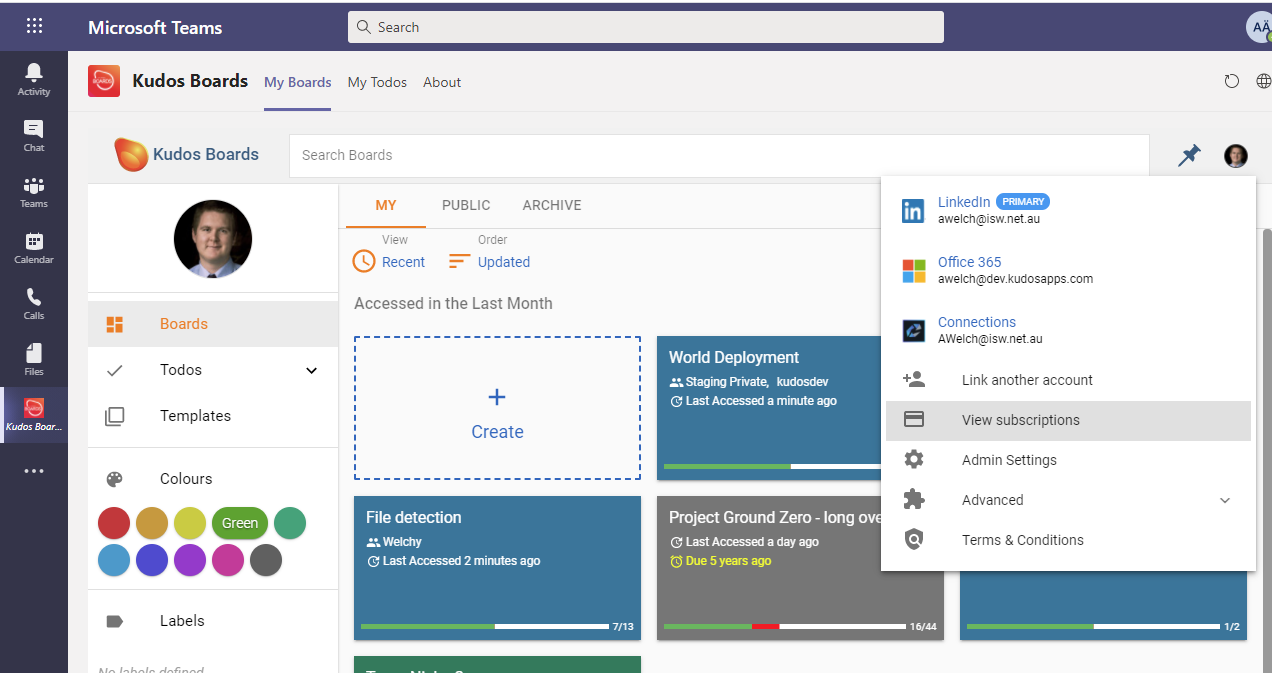 Microsoft Teams
Search
AÄ
Activity
Chat
Teams
Calendar
Calls
Files
Kudos Boar...
BOARDS
Kudos Boards
My Boards
My Todos
About
Kudos Boards
Search Boards
Boards
Todos
Templates
Colours
Green
Labels
No labels defined
MY
PUBLIC
ARCHIVE
View
Recent
Order
Updated
Accessed in the Last Month
+
Create
World Deployment
Staging Private, kudosdev
Last Accessed a minute ago
File detection
Welchy
Last Accessed 2 minutes ago
7/13
Project Ground Zero - long ove
Last Accessed a day ago
Due 5 years ago
16/44
1/2
LinkedIn PRIMARY
awelch@isw.net.au
Office 365
awelch@dev.kudosapps.com
Connections
AWelch@isw.net.au
Link another account
View subscriptions
Admin Settings
Advanced
Terms & Conditions